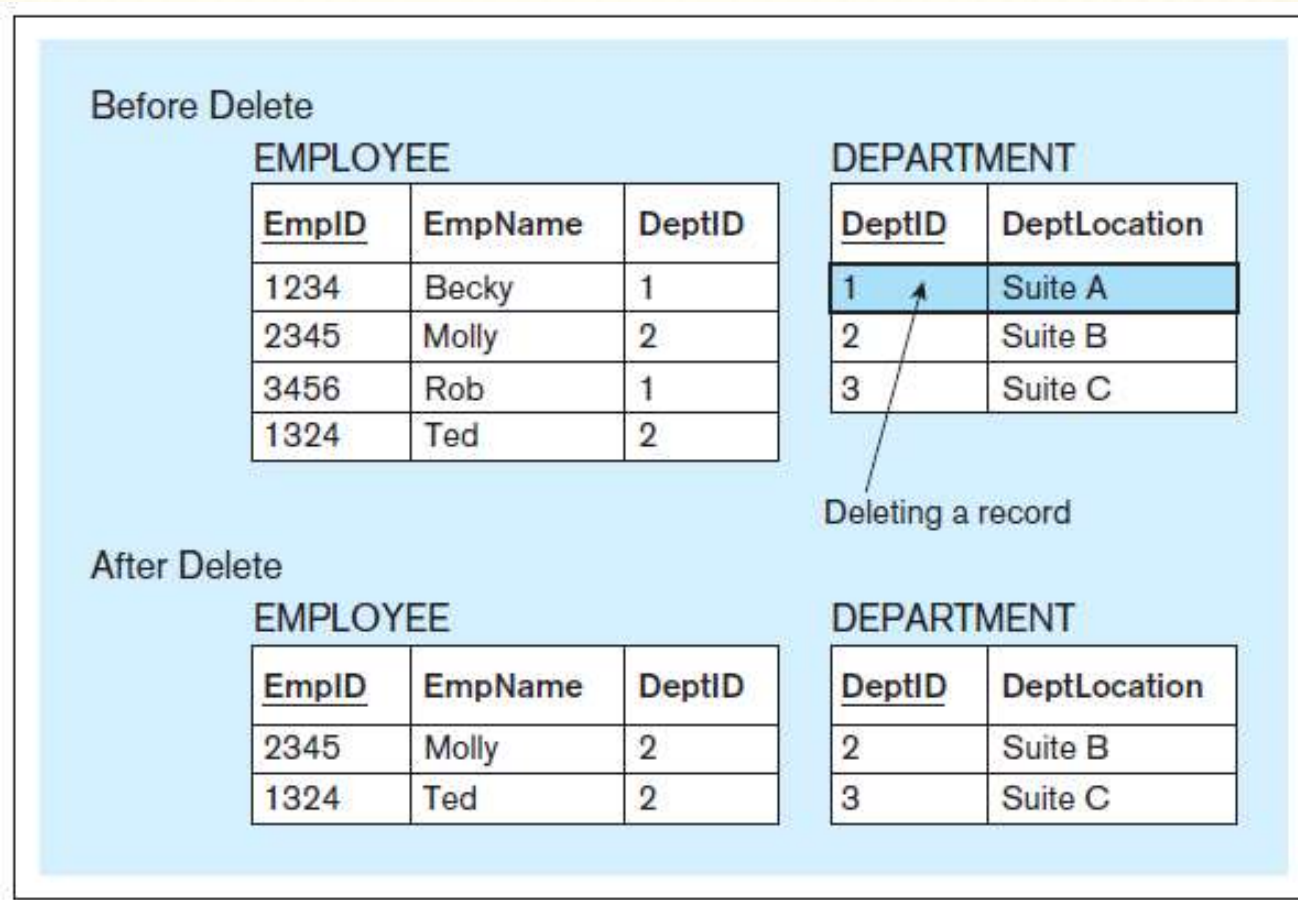 Before Delete
EMPLOYEE DEPARTMENT
EmpID EmpName DeptID DeptID DeptLocation
1234 Becky 1 1 Suite A
2345 Molly 2 2 Suite B
3456 Rob 1 3 Suite C
1324 Ted 2
Deleting a record
After Delete
EMPLOYEE DEPARTMENT
EmpID EmpName DeptID DeptID DeptLocation
2345 Molly 2 2 Suite B
1324 Ted 2 3 Suite C